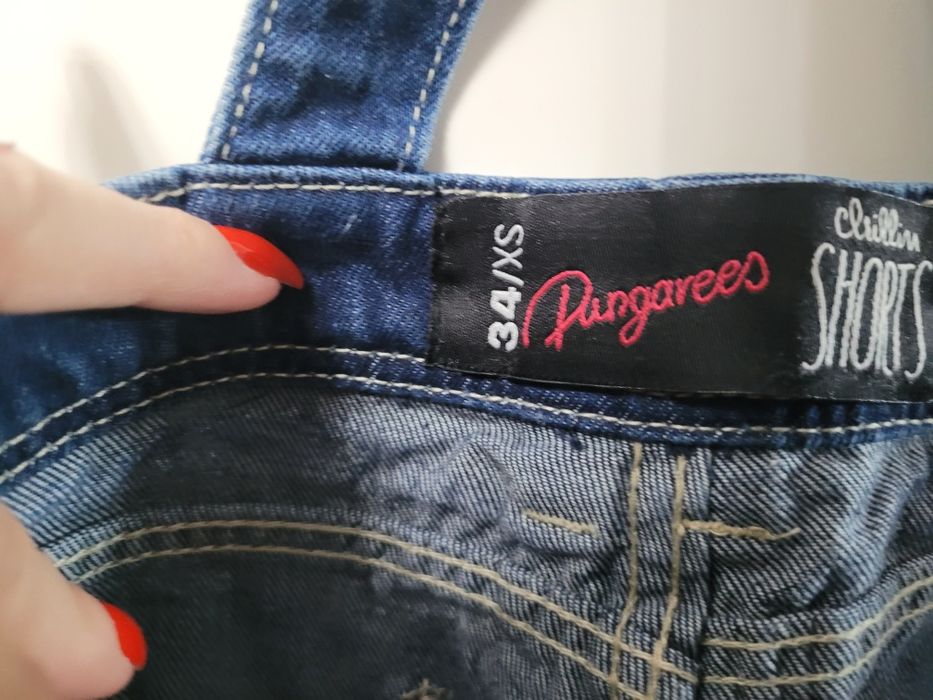 34/XS
Dungarees
chillin
SHORTS